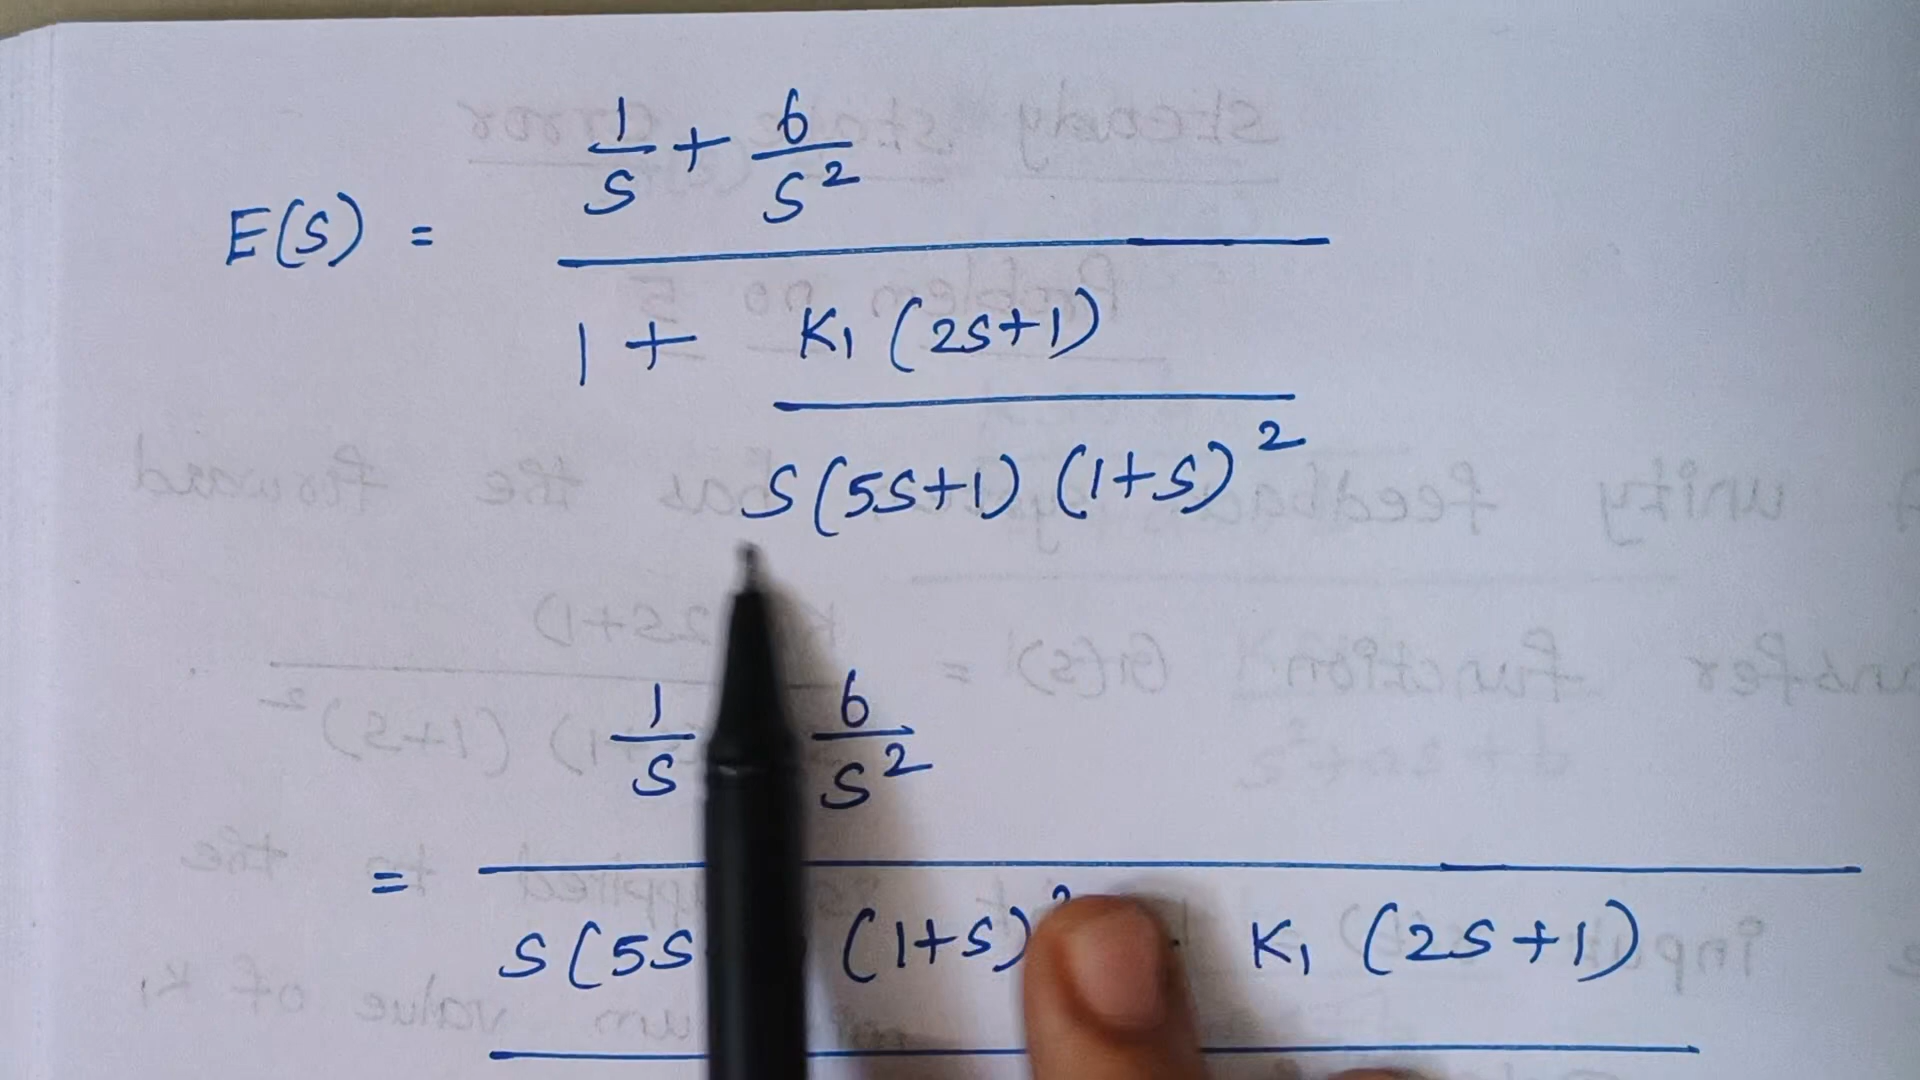 1/S + 6/S²
E(S) =
1 + K₁ (2S+1)
S(5S+1) (1+S)²
1/S 6/S²
=
S(5S (1+S) K₁ (2S+1)